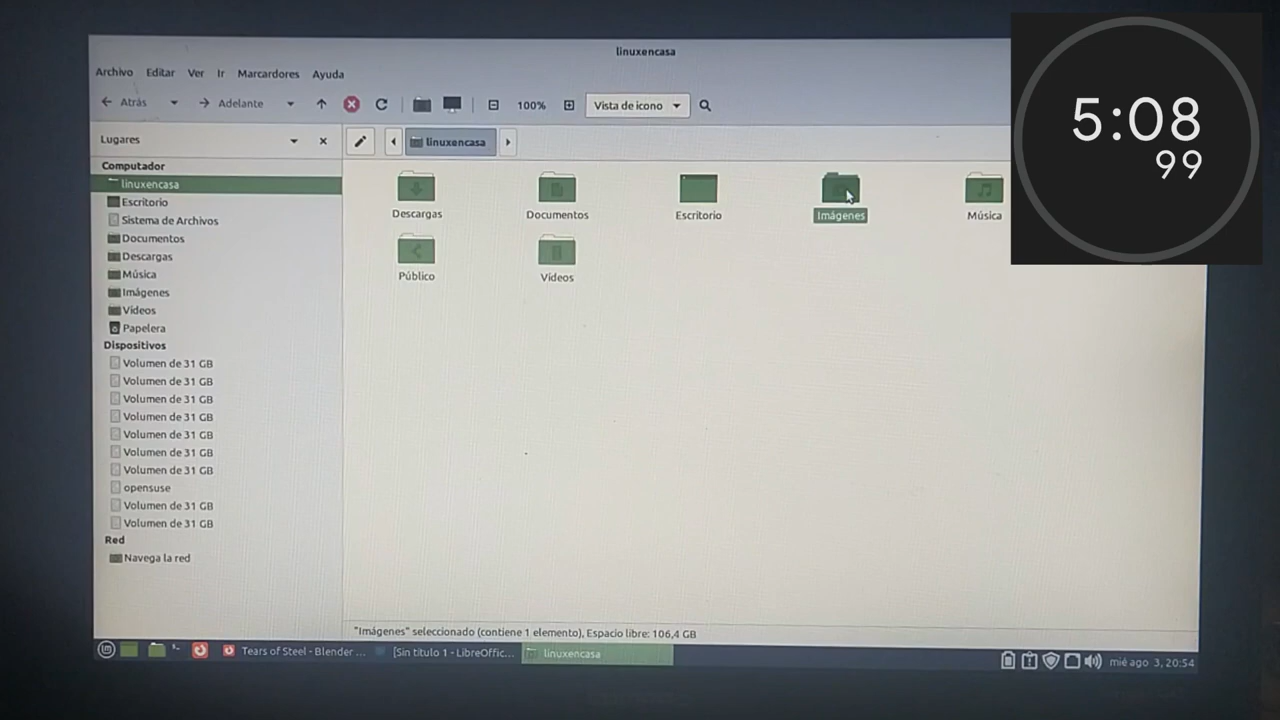 linuxencasa
Archivo Editar Ver Ir Marcardores Ayuda
Atrás Adelante 100% Vista de icono
5:08
99
Lugares linuxencasa
Computador
linuxencasa
Escritorio
Sistema de Archivos
Documentos
Descargas
Música
Imágenes
Vídeos
Papelera
Dispositivos
Volumen de 31 GB
Volumen de 31 GB
Volumen de 31 GB
Volumen de 31 GB
Volumen de 31 GB
Volumen de 31 GB
Volumen de 31 GB
opensuse
Volumen de 31 GB
Volumen de 31 GB
Red
Navega la red
Descargas Documentos Escritorio Imágenes Música
Público Vídeos
"Imágenes" seleccionado (contiene 1 elemento), Espacio libre: 106,4 GB
Tears of Steel - Blender ... [Sin título 1 - LibreOffic... linuxencasa mié ago 3, 20:54